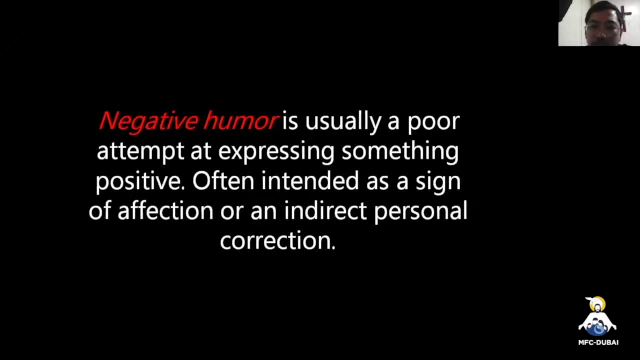 Negative humor is usually a poor
attempt at expressing something
positive. Often intended as a sign
of affection or an indirect personal
correction.
MFC-DUBAI